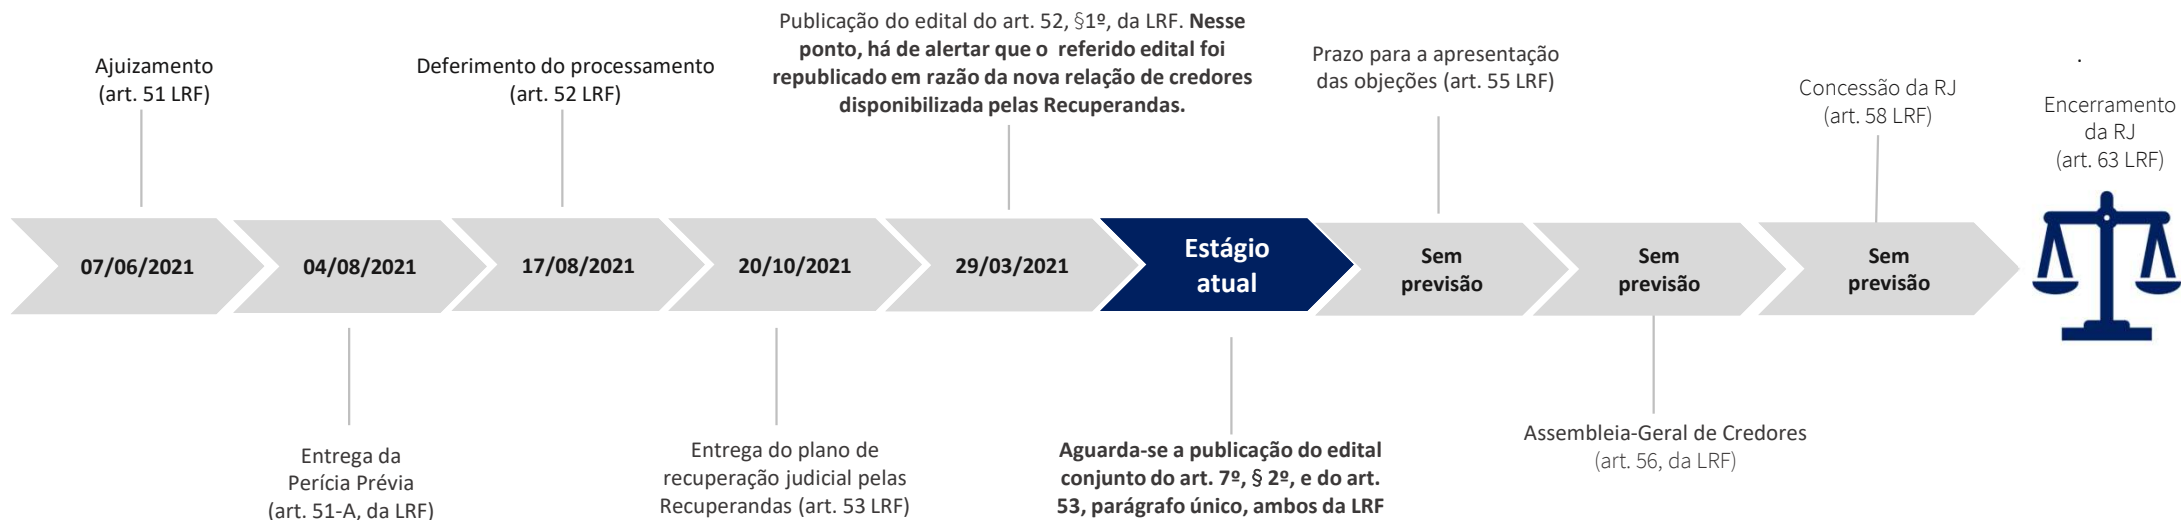 Ajuizamento
(art. 51 LRF)
Deferimento do processamento
(art. 52 LRF)
Publicação do edital do art. 52, §1º, da LRF. Nesse
ponto, há de alertar que o referido edital foi
republicado em razão da nova relação de credores
disponibilizada pelas Recuperandas.
Prazo para a apresentação
das objeções (art. 55 LRF)
Concessão da RJ
(art. 58 LRF)
.
Encerramento
da RJ
(art. 63 LRF)
07/06/2021
04/08/2021
17/08/2021
20/10/2021
29/03/2021
Estágio
atual
Sem
previsão
Sem
previsão
Sem
previsão
Entrega da
Perícia Prévia
(art. 51-A, da LRF)
Entrega do plano de
recuperação judicial pelas
Recuperandas (art. 53 LRF)
Aguarda-se a publicação do edital
conjunto do art. 7º, § 2º, e do art.
53, parágrafo único, ambos da LRF
Assembleia-Geral de Credores
(art. 56, da LRF)